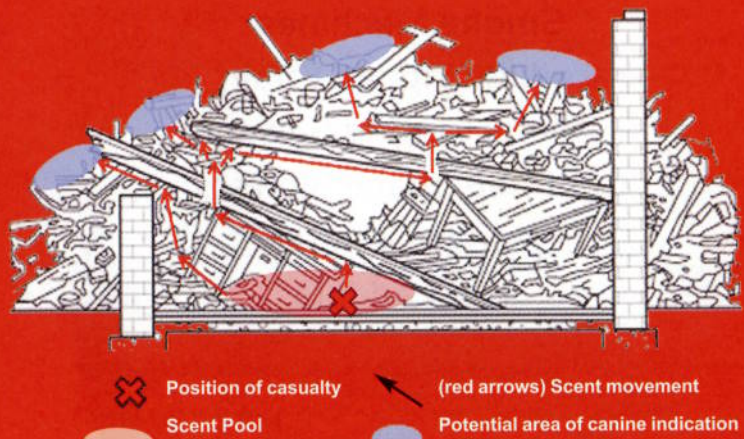 Position of casualty
(red arrows) Scent movement
Scent Pool
Potential area of canine indication